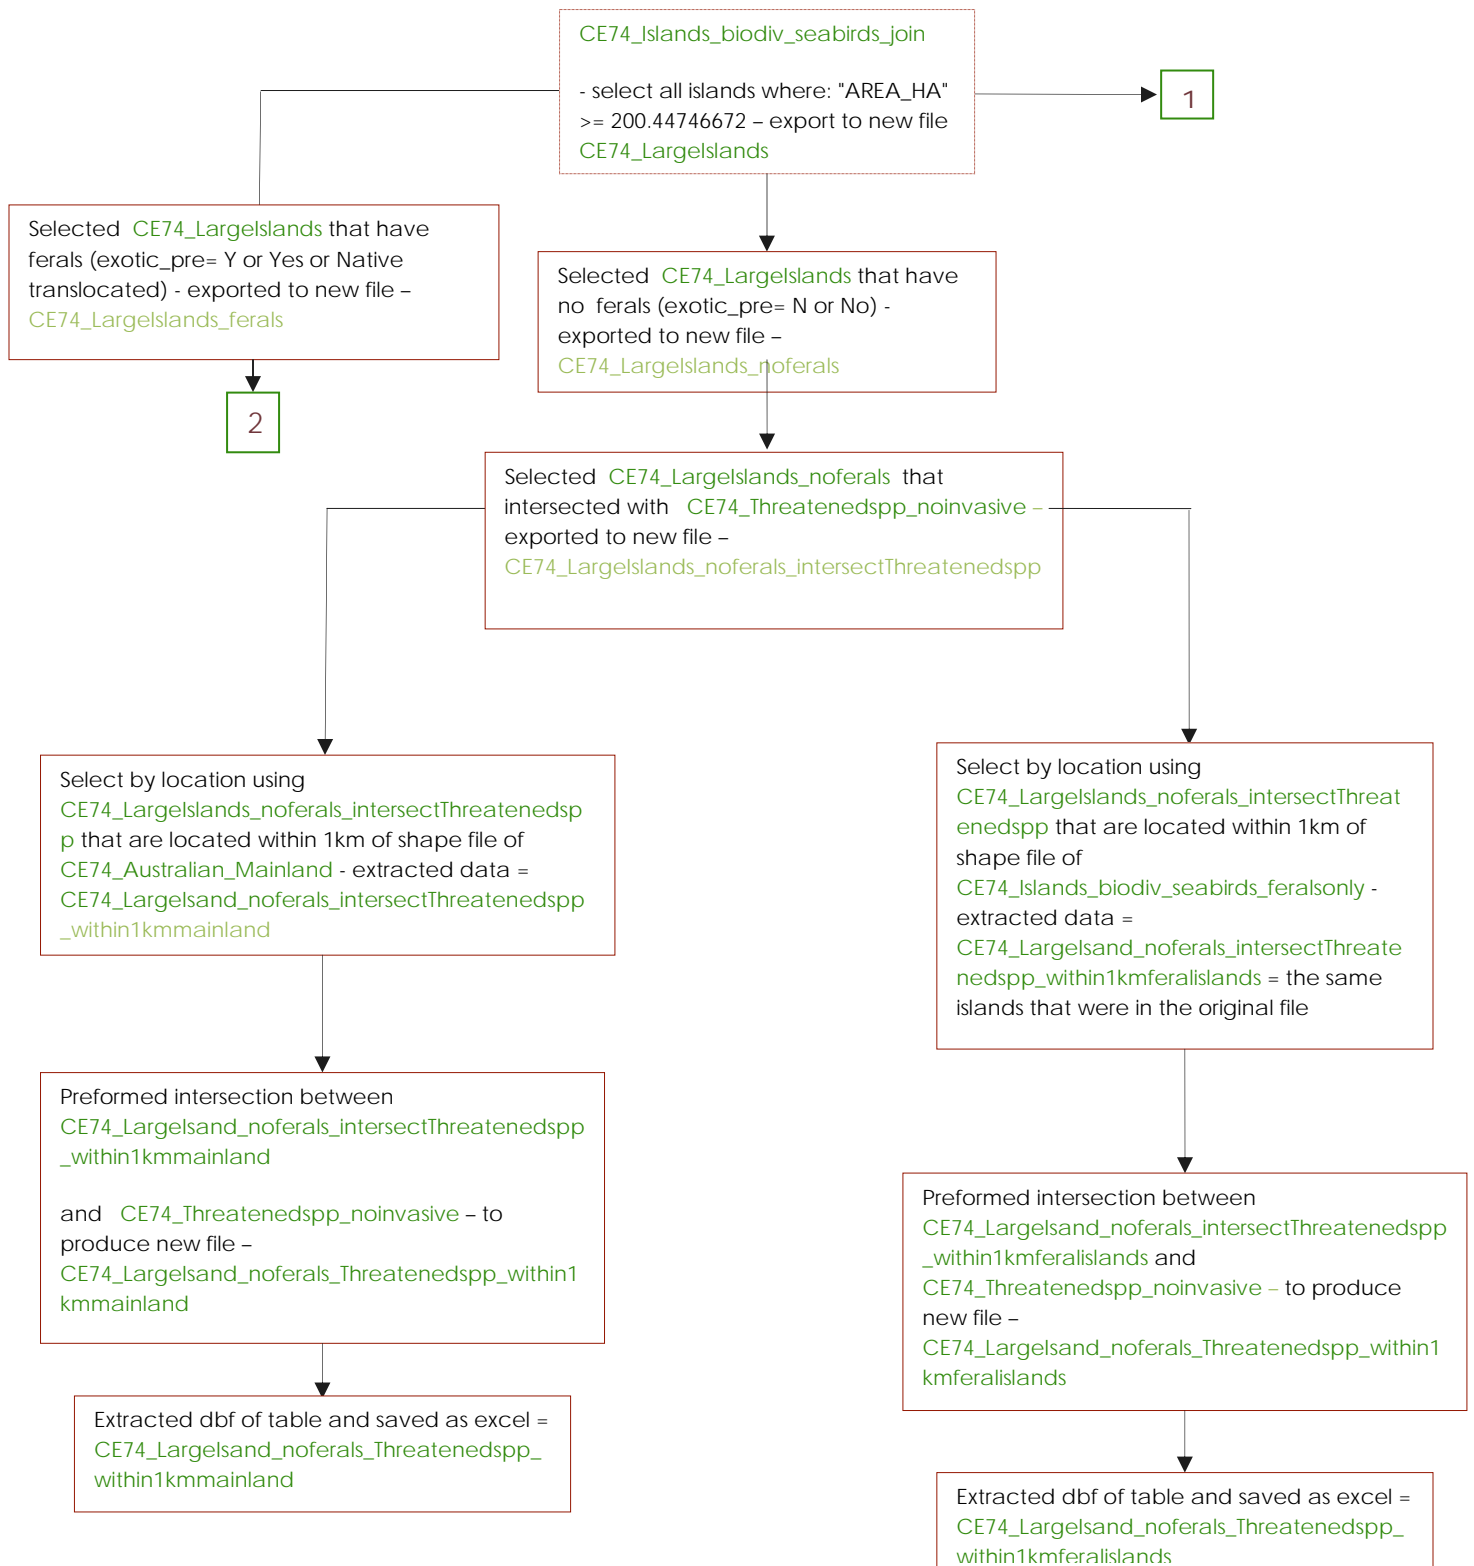 CE74_Islands_biodiv_seabirds_join
- select all islands where: "AREA_HA"
>= 200.44746672 – export to new file
CE74_LargeIslands
1
Selected CE74_LargeIslands that have
ferals (exotic_pre= Y or Yes or Native
translocated) - exported to new file –
CE74_LargeIslands_ferals
2
Selected CE74_LargeIslands that have
no ferals (exotic_pre= N or No) -
exported to new file –
CE74_LargeIslands_noferals
Selected CE74_LargeIslands_noferals that
intersected with CE74_Threatenedspp_noinvasive –
exported to new file –
CE74_LargeIslands_noferals_intersectThreatenedspp
Select by location using
CE74_LargeIslands_noferals_intersectThreatenedsp
p that are located within 1km of shape file of
CE74_Australian_Mainland - extracted data =
CE74_LargeIsand_noferals_intersectThreatenedspp
_within1kmmainland
Preformed intersection between
CE74_LargeIsand_noferals_intersectThreatenedspp
_within1kmmainland
and CE74_Threatenedspp_noinvasive – to
produce new file –
CE74_LargeIsand_noferals_Threatenedspp_within1
kmmainland
Extracted dbf of table and saved as excel =
CE74_LargeIsand_noferals_Threatenedspp_
within1kmmainland
Select by location using
CE74_LargeIslands_noferals_intersectThreat
enedspp that are located within 1km of
shape file of
CE74_Islands_biodiv_seabirds_feralsonly -
extracted data =
CE74_LargeIsand_noferals_intersectThreate
nedspp_within1kmferalislands = the same
islands that were in the original file
Preformed intersection between
CE74_LargeIsand_noferals_intersectThreatenedspp
_within1kmferalislands and
CE74_Threatenedspp_noinvasive – to produce
new file –
CE74_LargeIsand_noferals_Threatenedspp_within1
kmferalislands
Extracted dbf of table and saved as excel =
CE74_LargeIsand_noferals_Threatenedspp_
within1kmferalislands